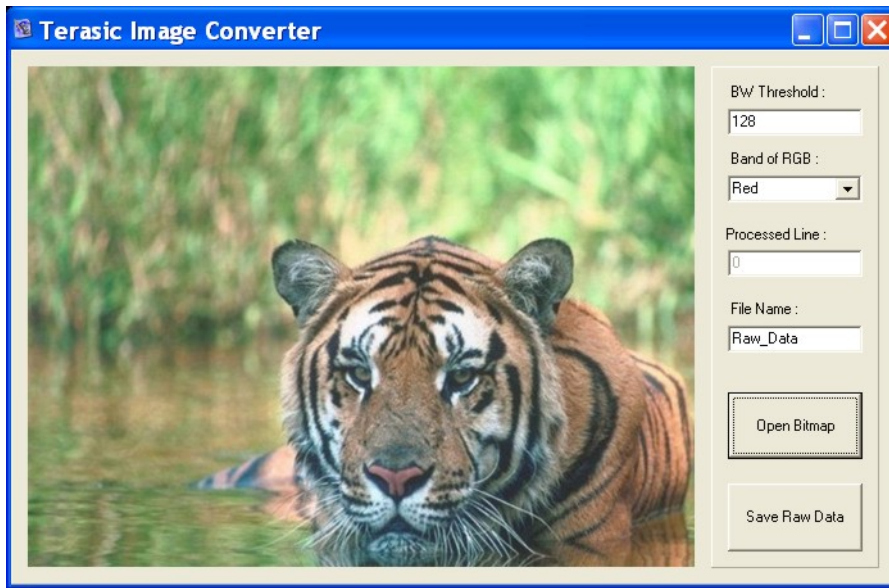 Terasic Image Converter
BW Threshold :
128
Band of RGB :
Red
Processed Line :
0
File Name :
Raw_Data
Open Bitmap
Save Raw Data